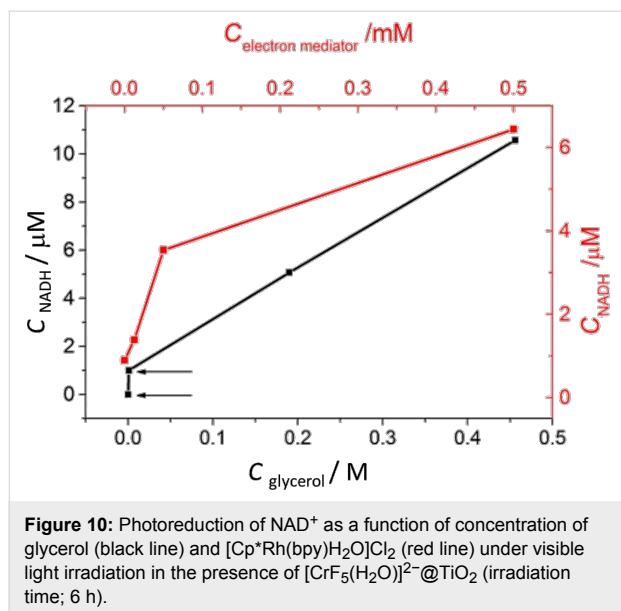 C electron mediator /mM
0.0 0.1 0.2 0.3 0.4 0.5
12
10
8
6
4
2
0
C NADH / μM
6
4
2
0
C NADH /μM
0.0 0.1 0.2 0.3 0.4 0.5
C glycerol / M
Figure 10: Photoreduction of NAD⁺ as a function of concentration of
glycerol (black line) and [Cp*Rh(bpy)H₂O]Cl₂ (red line) under visible
light irradiation in the presence of [CrF₅(H₂O)]²⁻@TiO₂ (irradiation
time; 6 h).